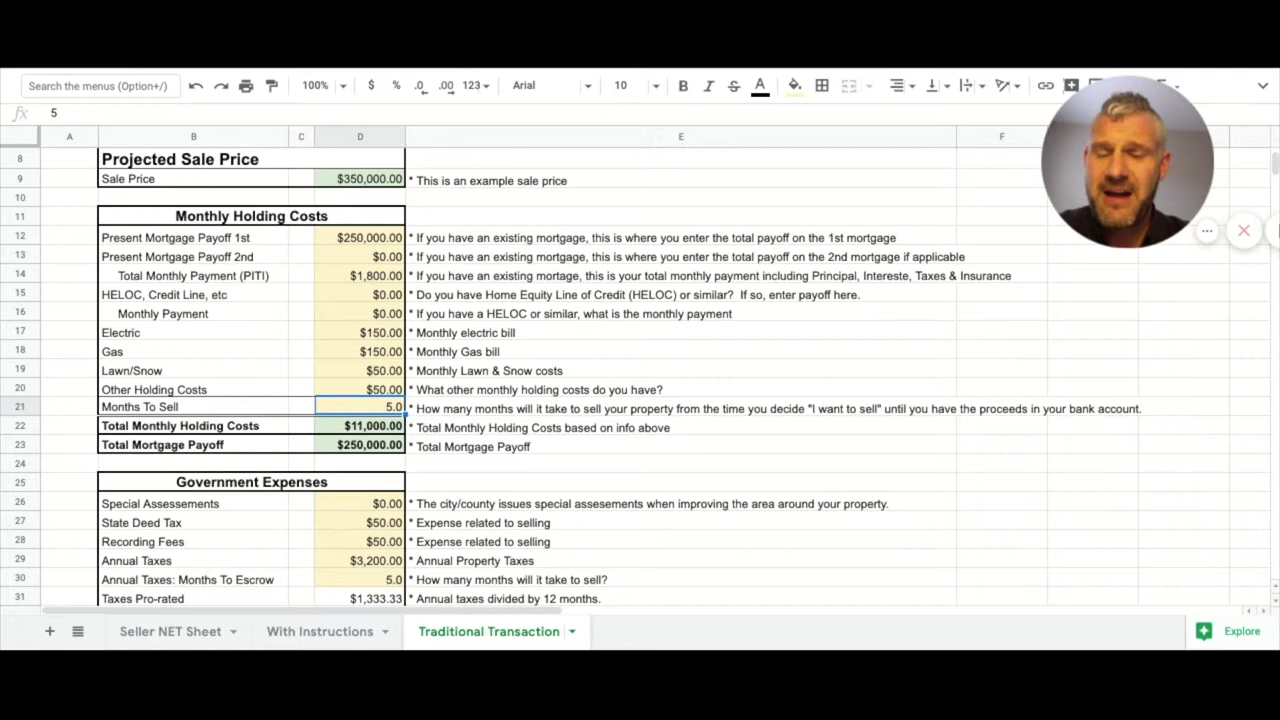 Search the menus (Option+/) 100% $ % .0 .00 123 Arial 10 B I S A
fx 5
A B C D E F
8 Projected Sale Price
9 Sale Price $350,000.00 * This is an example sale price
10
11 Monthly Holding Costs
12 Present Mortgage Payoff 1st $250,000.00 * If you have an existing mortgage, this is where you enter the total payoff on the 1st mortgage
13 Present Mortgage Payoff 2nd $0.00 * If you have an existing mortgage, this is where you enter the total payoff on the 2nd mortgage if applicable
14 Total Monthly Payment (PITI) $1,800.00 * If you have an existing mortage, this is your total monthly payment including Principal, Intereste, Taxes & Insurance
15 HELOC, Credit Line, etc $0.00 * Do you have Home Equity Line of Credit (HELOC) or similar? If so, enter payoff here.
16 Monthly Payment $0.00 * If you have a HELOC or similar, what is the monthly payment
17 Electric $150.00 * Monthly electric bill
18 Gas $150.00 * Monthly Gas bill
19 Lawn/Snow $50.00 * Monthly Lawn & Snow costs
20 Other Holding Costs $50.00 * What other monthly holding costs do you have?
21 Months To Sell 5.0 * How many months will it take to sell your property from the time you decide "I want to sell" until you have the proceeds in your bank account.
22 Total Monthly Holding Costs $11,000.00 * Total Monthly Holding Costs based on info above
23 Total Mortgage Payoff $250,000.00 * Total Mortgage Payoff
24
25 Government Expenses
26 Special Assessements $0.00 * The city/county issues special assesements when improving the area around your property.
27 State Deed Tax $50.00 * Expense related to selling
28 Recording Fees $50.00 * Expense related to selling
29 Annual Taxes $3,200.00 * Annual Property Taxes
30 Annual Taxes: Months To Escrow 5.0 * How many months will it take to sell?
31 Taxes Pro-rated $1,333.33 * Annual taxes divided by 12 months.
Seller NET Sheet With Instructions Traditional Transaction Explore